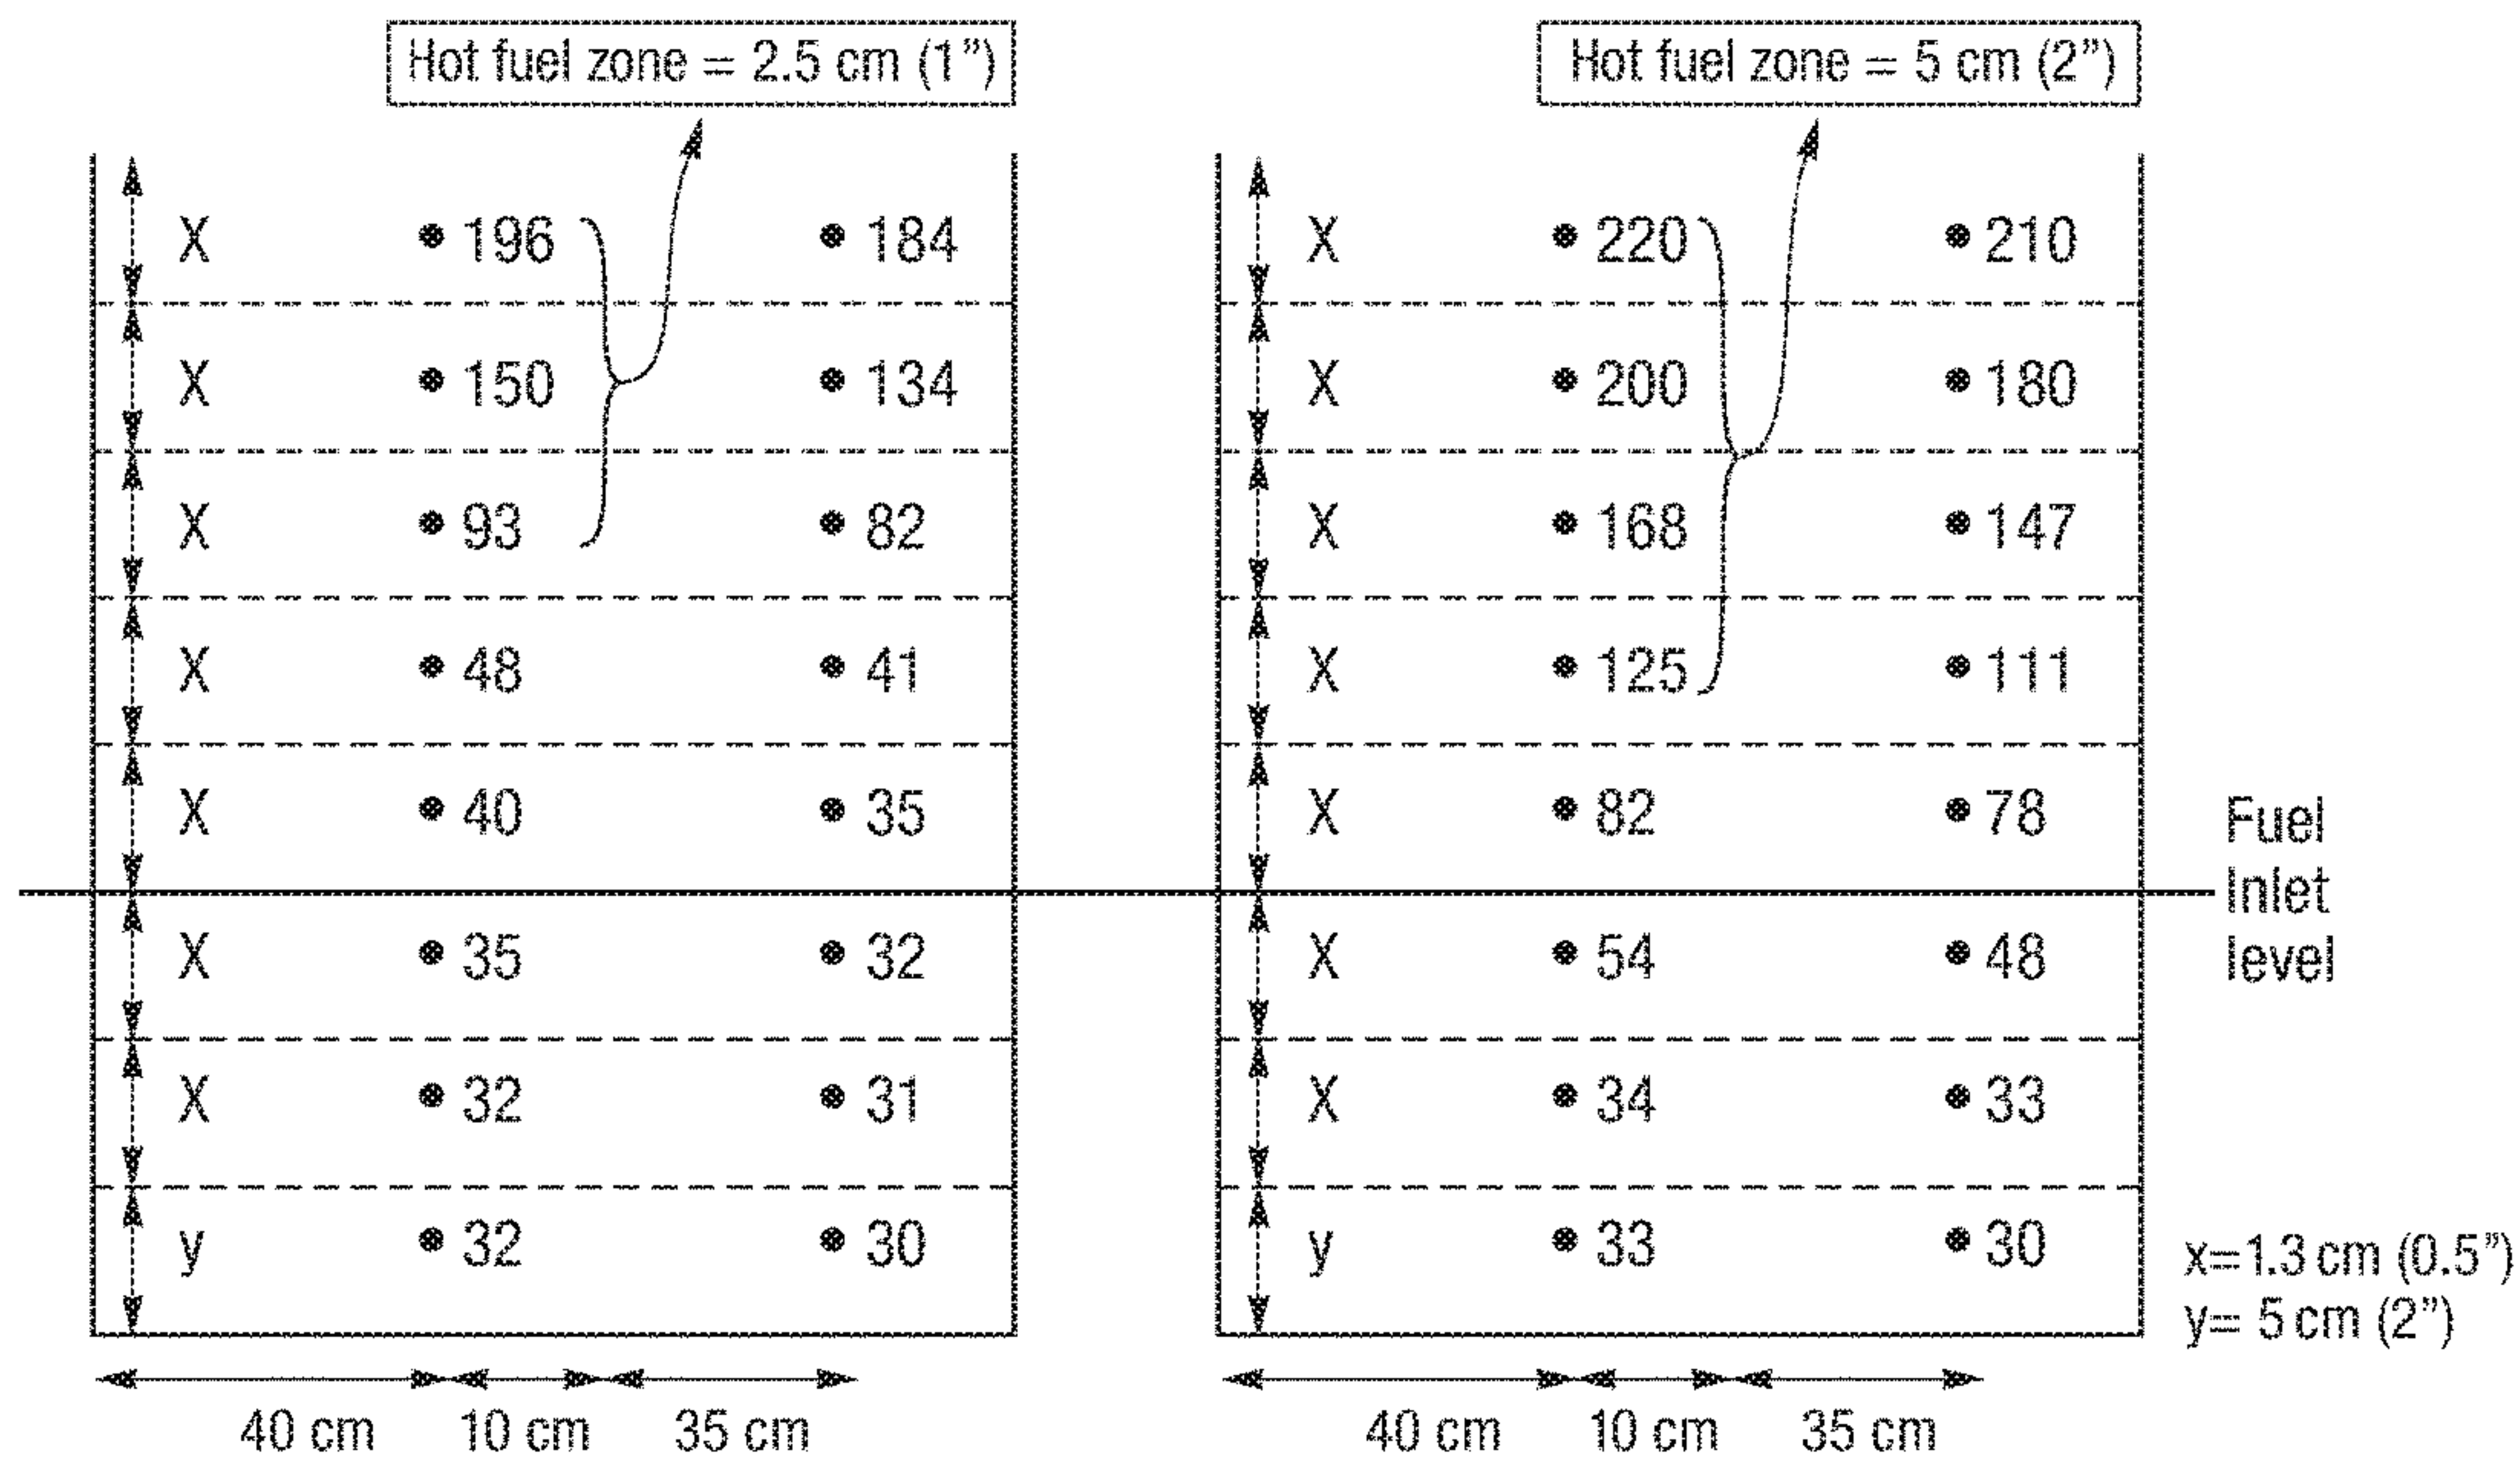 Hot fuel zone = 2.5 cm (1”)
Hot fuel zone = 5 cm (2”)
X 196 184
X 220 210
X 150 134
X 200 180
X 93 82
X 168 147
X 48 41
X 125 111
X 40 35
X 82 78
Fuel
Inlet
level
X 35 32
X 54 48
X 32 31
X 34 33
y 32 30
y 33 30
x=1.3 cm (0.5”)
y= 5 cm (2”)
40 cm 10 cm 35 cm
40 cm 10 cm 35 cm